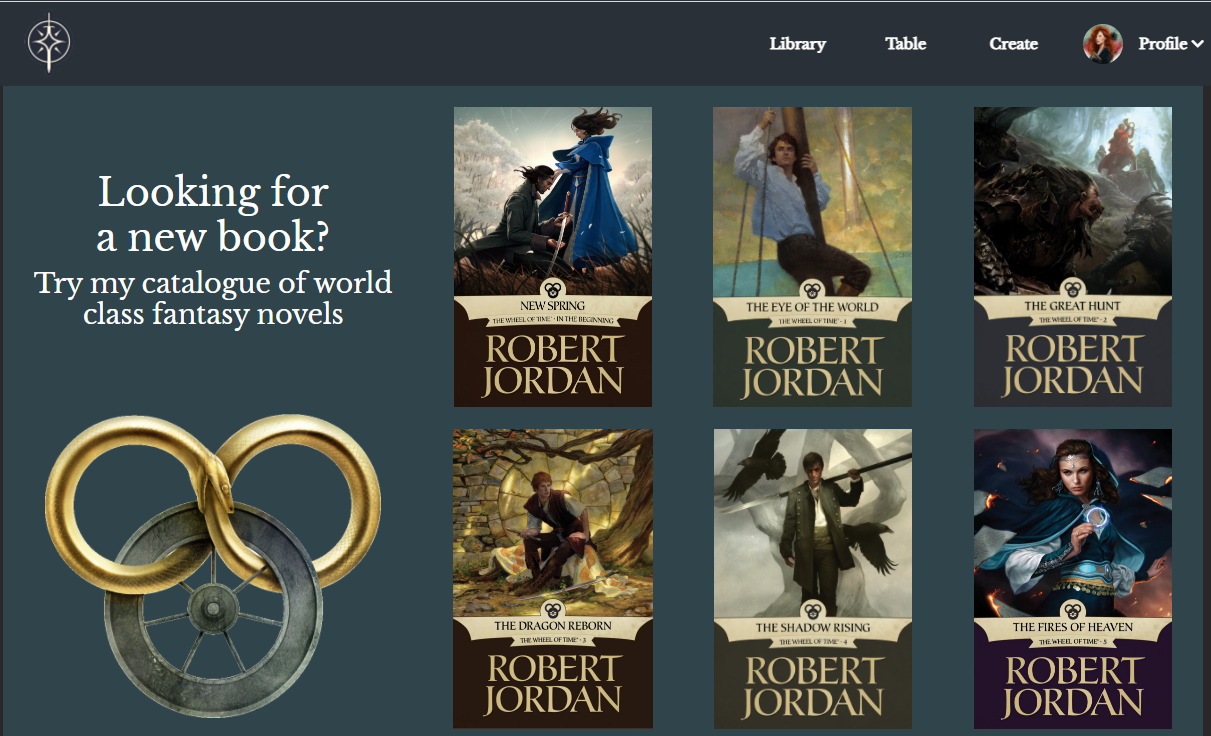 Library
Table
Create
Profile
Looking for
a new book?
Try my catalogue of world
class fantasy novels
NEW SPRING
THE WHEEL OF TIME® · IN THE BEGINNING
ROBERT
JORDAN
THE EYE OF THE WORLD
THE WHEEL OF TIME® · 1
ROBERT
JORDAN
THE GREAT HUNT
THE WHEEL OF TIME® · 2
ROBERT
JORDAN
THE DRAGON REBORN
THE WHEEL OF TIME® · 3
ROBERT
JORDAN
THE SHADOW RISING
THE WHEEL OF TIME® · 4
ROBERT
JORDAN
THE FIRES OF HEAVEN
THE WHEEL OF TIME® · 5
ROBERT
JORDAN